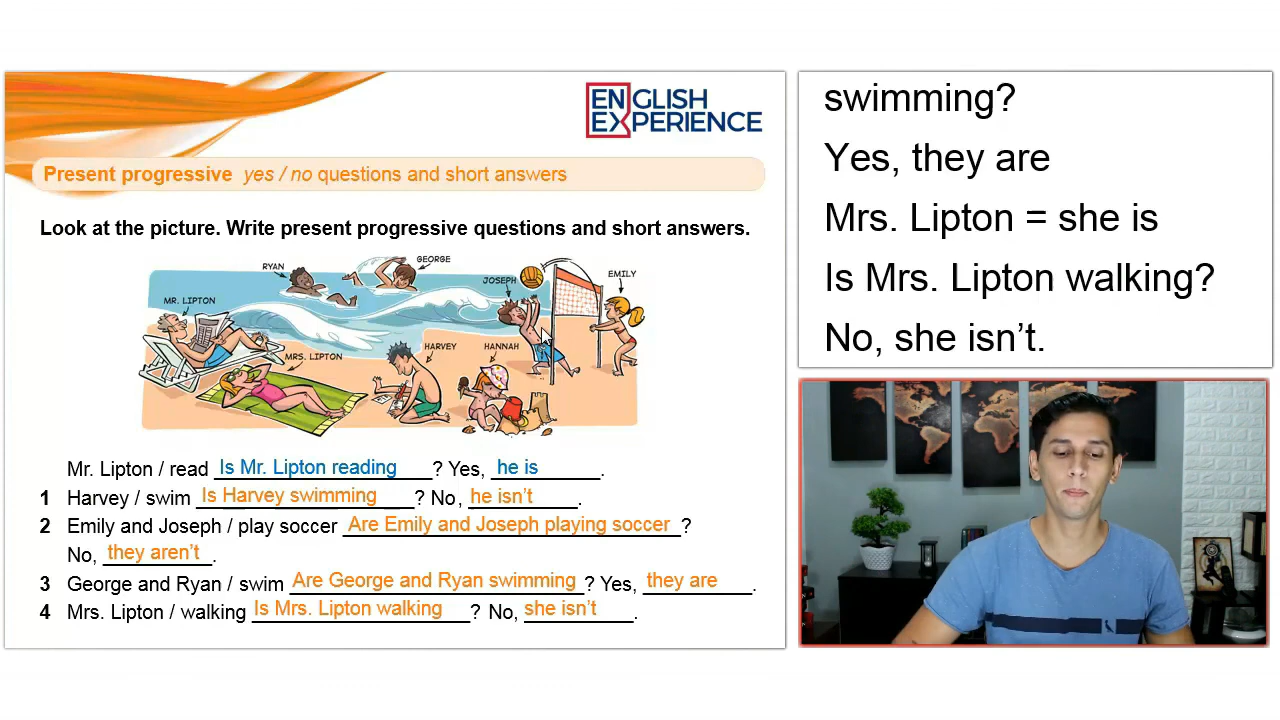 ENGLISH
EXPERIENCE
Present progressive yes / no questions and short answers
Look at the picture. Write present progressive questions and short answers.
RYAN
GEORGE
JOSEPH
EMILY
MR. LIPTON
MRS. LIPTON
HARVEY
HANNAH
Mr. Lipton / read Is Mr. Lipton reading ? Yes, he is .
1 Harvey / swim Is Harvey swimming ? No, he isn't .
2 Emily and Joseph / play soccer Are Emily and Joseph playing soccer ?
No, they aren't .
3 George and Ryan / swim Are George and Ryan swimming ? Yes, they are .
4 Mrs. Lipton / walking Is Mrs. Lipton walking ? No, she isn't .
swimming?
Yes, they are
Mrs. Lipton = she is
Is Mrs. Lipton walking?
No, she isn't.